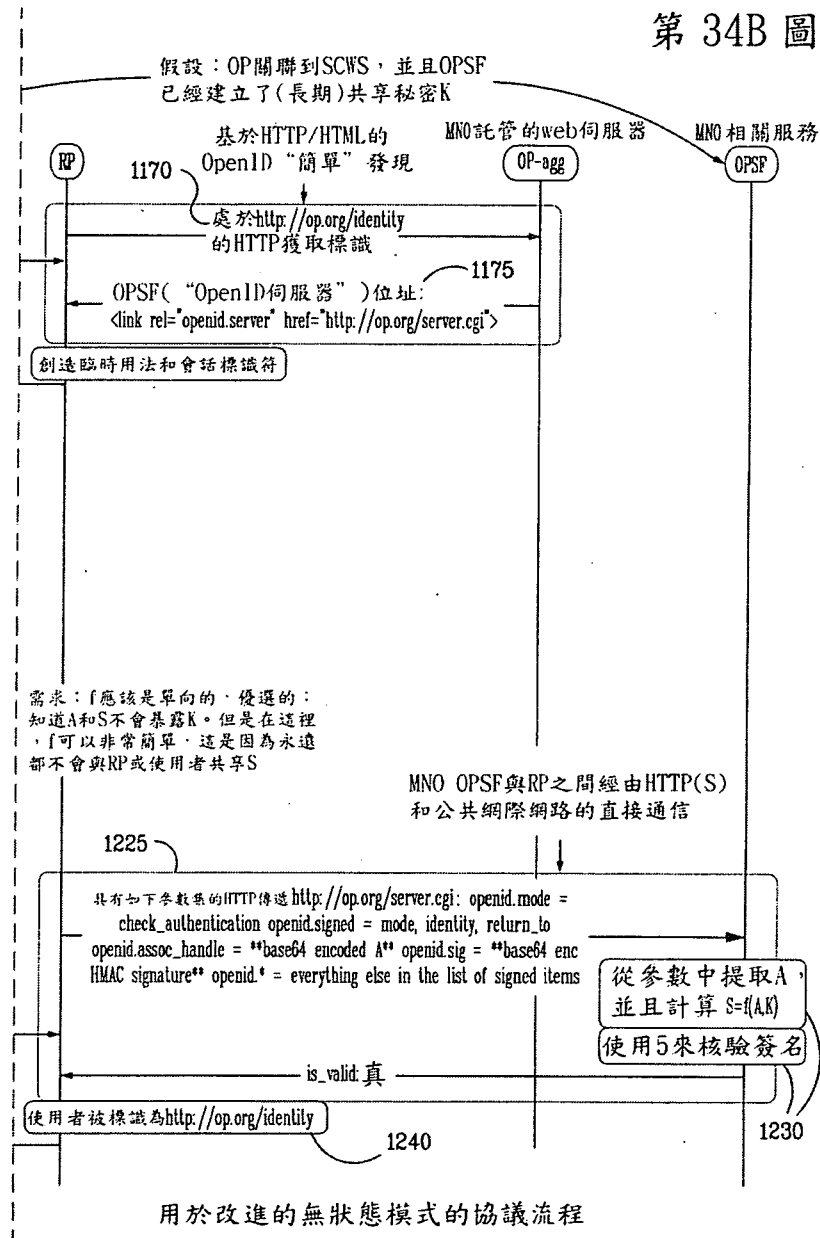 第 34B 圖
假設：OP關聯到SCWS，並且OPSF
已經建立了(長期)共享秘密K
基於HTTP/HTML的
OpenID“簡單”發現
MNO託管的web伺服器
MNO相關服務
RP
OP-agg
OPSF
1170
處於http://op.org/identity
的HTTP獲取標識
1175
OPSF(“OpenID伺服器”)位址:
<link rel="openid.server" href="http://op.org/server.cgi">
創造臨時用法和會話標識符
需求：f應該是單向的，優選的：
知道A和S不會暴露K。但是在這裡
，f可以非常簡單，這是因為永遠
都不會與RP或使用者共享S
MNO OPSF與RP之間經由HTTP(S)
和公共網際網路的直接通信
1225
具有如下參數集的HTTP傳遞http://op.org/server.cgi: openid.mode =
check_authentication openid.signed = mode, identity, return_to
openid.assoc_handle = **base64 encoded A** openid.sig = **base64 enc
HMAC signature** openid.* = everything else in the list of signed items
從參數中提取A，
並且計算 S=f(A,K)
使用5來核驗簽名
is_valid:真
1230
使用者被標識為http://op.org/identity
1240
用於改進的無狀態模式的協議流程